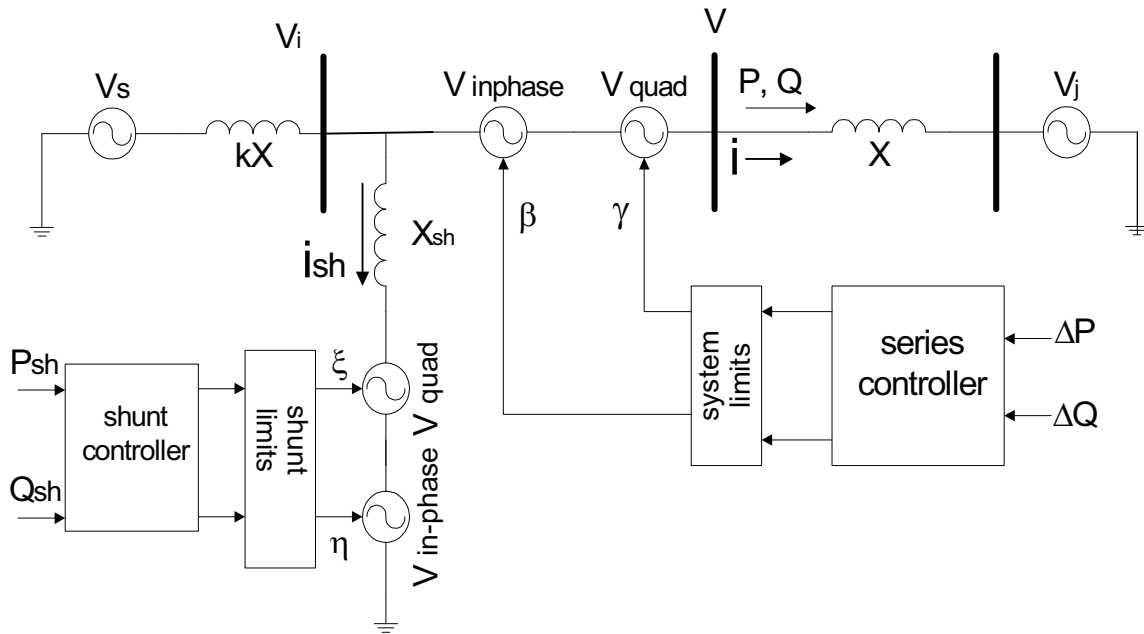 Vi
V
Vs
V inphase
V quad
P, Q
Vj
kX
i
X
β
γ
Xsh
ish
Psh
ξ
V quad
system
limits
series
controller
ΔP
ΔQ
shunt
controller
shunt
limits
Qsh
η
V in-phase